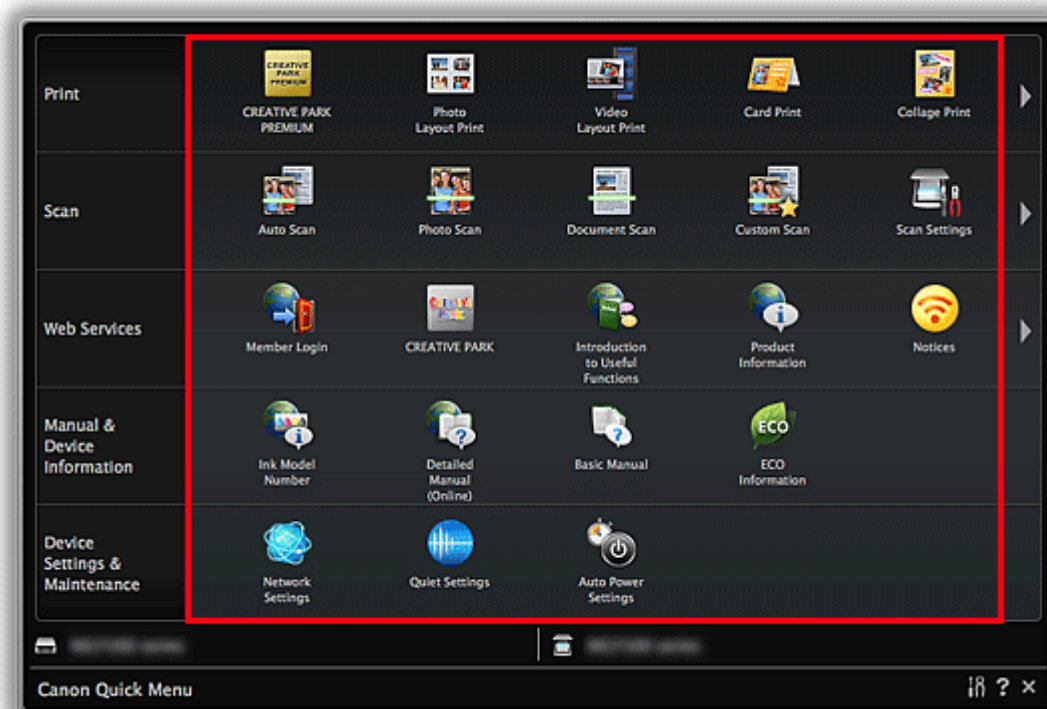 Print
CREATIVE
PARK
PREMIUM
CREATIVE PARK
PREMIUM
Photo
Layout Print
Video
Layout Print
Card Print
Collage Print
Scan
Auto Scan
Photo Scan
Document Scan
Custom Scan
Scan Settings
Web Services
Member Login
CREATIVE
PARK
CREATIVE PARK
Introduction
to Useful
Functions
Product
Information
Notices
Manual &
Device
Information
Ink Model
Number
Detailed
Manual
(Online)
Basic Manual
ECO
ECO
Information
Device
Settings &
Maintenance
Network
Settings
Quiet Settings
Auto Power
Settings
Canon Quick Menu